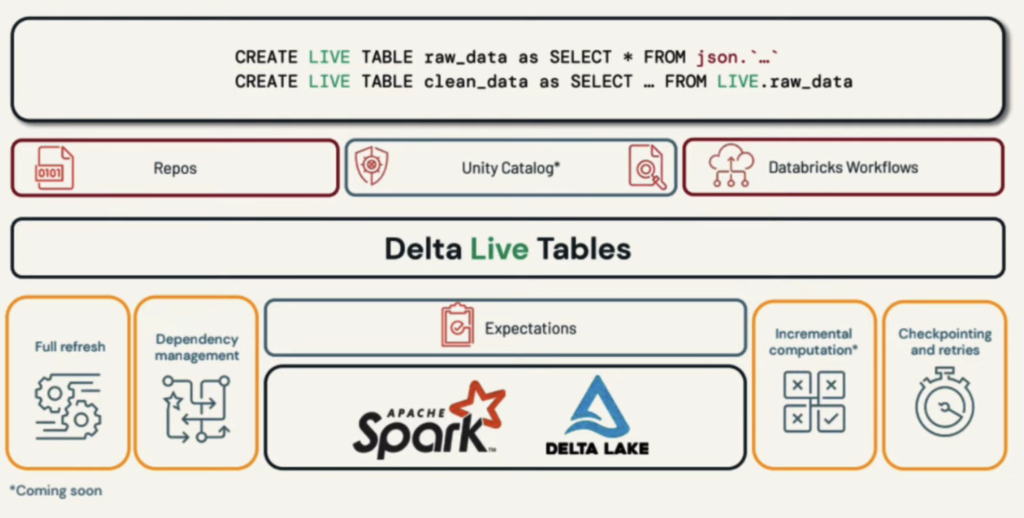 CREATE LIVE TABLE raw_data as SELECT * FROM json.`…`
CREATE LIVE TABLE clean_data as SELECT … FROM LIVE.raw_data
0101
Repos
Unity Catalog*
Databricks Workflows
Delta Live Tables
Full refresh
Dependency
management
Expectations
APACHE
Spark™
DELTA LAKE
Incremental
computation*
Checkpointing
and retries
*Coming soon